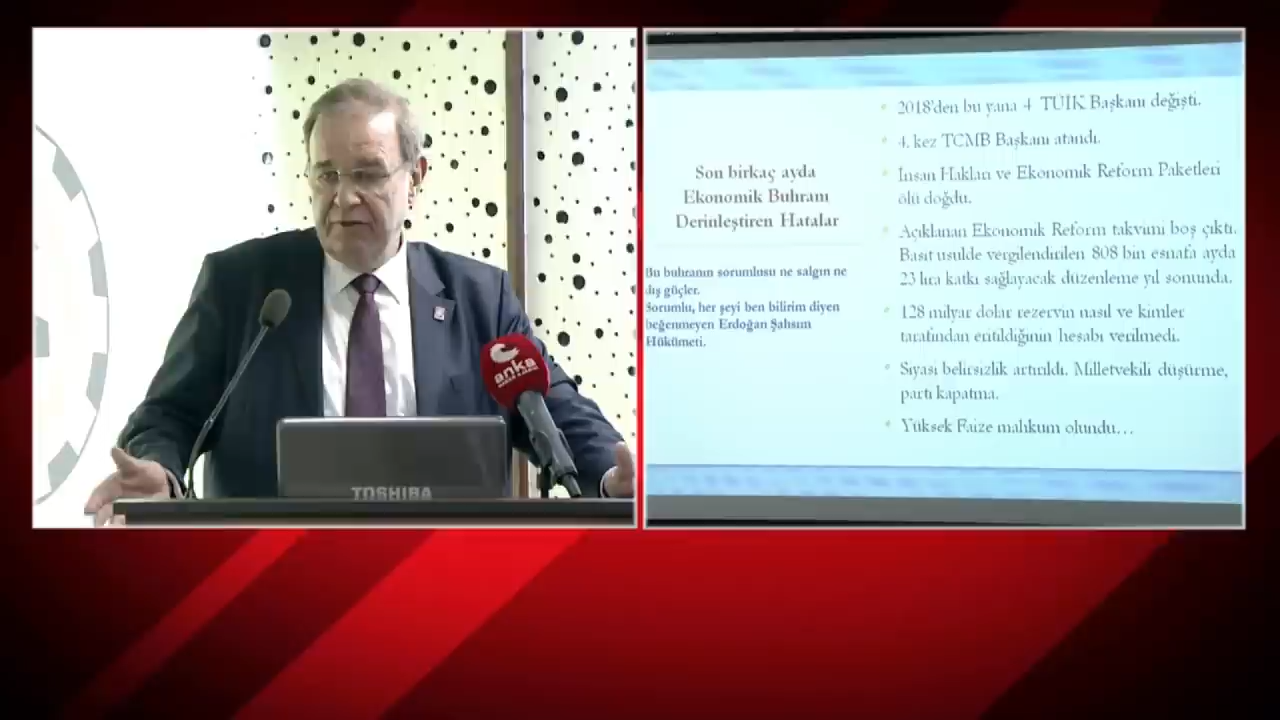 anka
HABER AJANSI
TOSHIBA
Son birkaç ayda
Ekonomik Buhranı
Derinleştiren Hatalar
Bu buhranın sorumlusu ne salgın ne
dış güçler.
Sorumlu, her şeyi ben bilirim diyen
beğenmeyen Erdoğan Şahsım
Hükümeti.
2018'den bu yana 4 TÜİK Başkanı değişti.
4. kez TCMB Başkanı atandı.
İnsan Hakları ve Ekonomik Reform Paketleri
ölü doğdu.
Açıklanan Ekonomik Reform takvimi boş çıktı.
Basit usulde vergilendirilen 808 bin esnafa ayda
23 lira katkı sağlayacak düzenleme yıl sonunda.
128 milyar dolar rezervin nasıl ve kimler
tarafından eritildiğinin hesabı verilmedi.
Siyasi belirsizlik artırıldı. Milletvekili düşürme,
parti kapatma.
Yüksek Faize mahkum olundu…